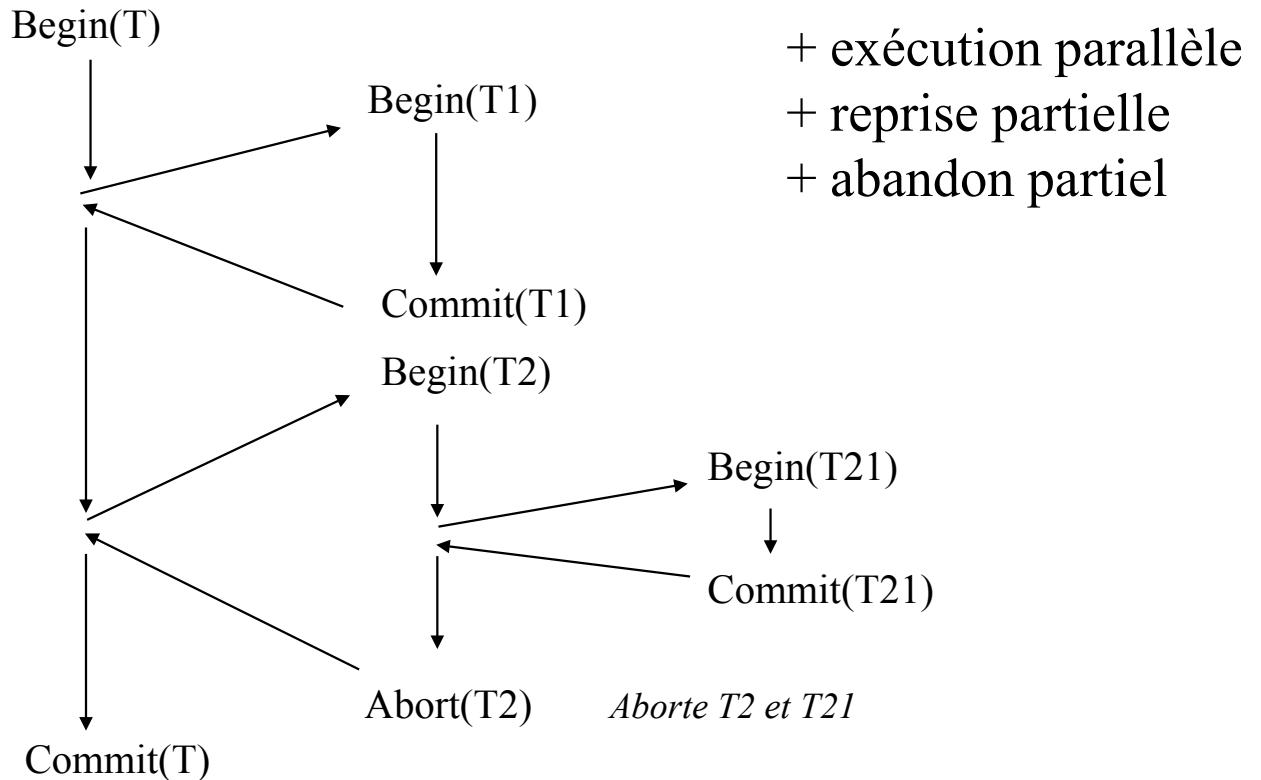 Begin(T)
+ exécution parallèle
+ reprise partielle
+ abandon partiel
Begin(T1)
Commit(T1)
Begin(T2)
Begin(T21)
Commit(T21)
Abort(T2)
Aborte T2 et T21
Commit(T)